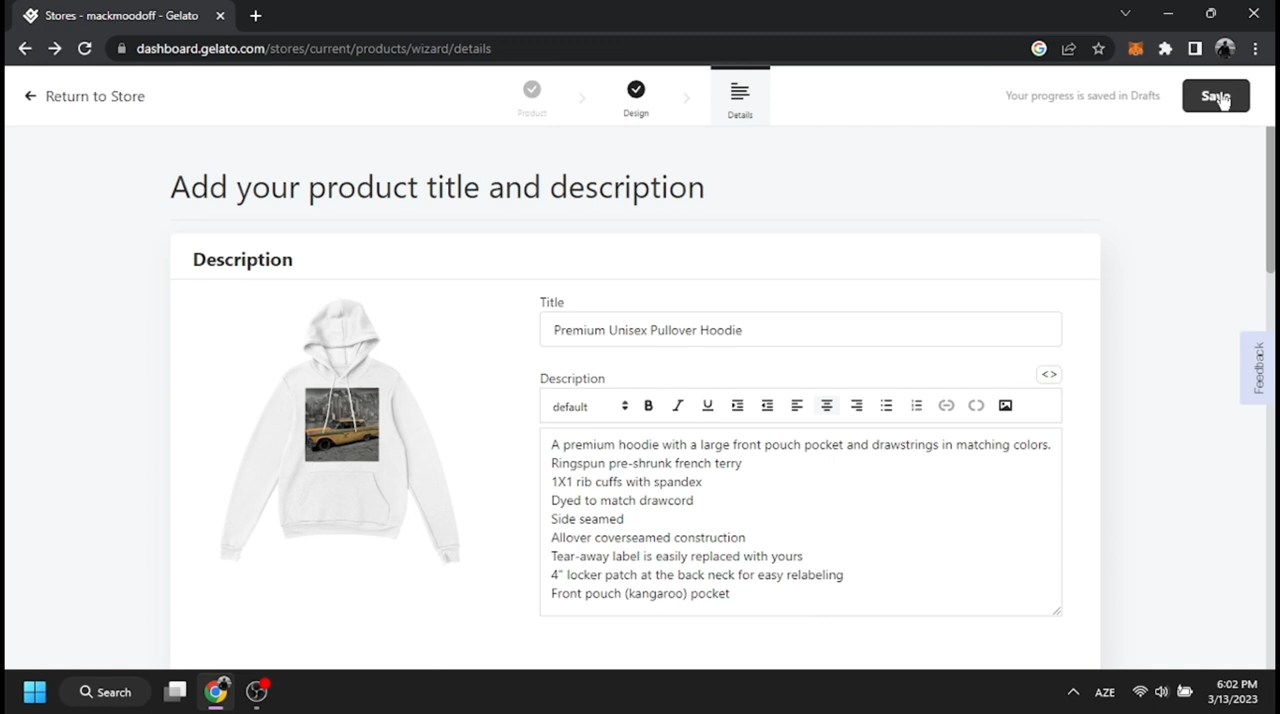 Stores - mackmoodoff - Gelato
dashboard.gelato.com/stores/current/products/wizard/details
Return to Store
Product
Design
Details
Your progress is saved in Drafts
Save
Add your product title and description
Description
Title
Premium Unisex Pullover Hoodie
Description
<>
default
B I U
A premium hoodie with a large front pouch pocket and drawstrings in matching colors.
Ringspun pre-shrunk french terry
1X1 rib cuffs with spandex
Dyed to match drawcord
Side seamed
Allover coverseamed construction
Tear-away label is easily replaced with yours
4" locker patch at the back neck for easy relabeling
Front pouch (kangaroo) pocket
Feedback
Search
AZE
6:02 PM
3/13/2023